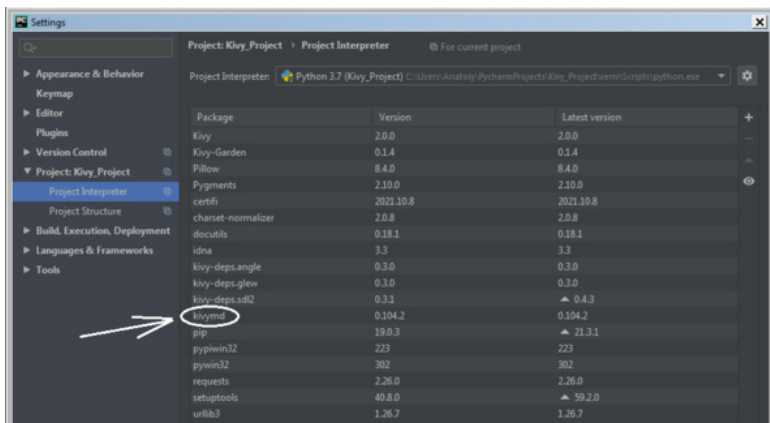 Settings
Project: Kivy_Project › Project Interpreter For current project
Appearance & Behavior
Keymap
Editor
Plugins
Version Control
Project: Kivy_Project
Project Interpreter
Project Structure
Build, Execution, Deployment
Languages & Frameworks
Tools
Project Interpreter: Python 3.7 (Kivy_Project) C:\Users\Anatoly\PycharmProjects\Kivy_Project\venv\Scripts\python.exe
Package Version Latest version
Kivy 2.0.0 2.0.0
Kivy-Garden 0.1.4 0.1.4
Pillow 8.4.0 8.4.0
Pygments 2.10.0 2.10.0
certifi 2021.10.8 2021.10.8
charset-normalizer 2.0.8 2.0.8
docutils 0.18.1 0.18.1
idna 3.3 3.3
kivy-deps.angle 0.3.0 0.3.0
kivy-deps.glew 0.3.0 0.3.0
kivy-deps.sdl2 0.3.1 0.4.3
kivymd 0.104.2 0.104.2
pip 19.0.3 21.3.1
pypiwin32 223 223
pywin32 302 302
requests 2.26.0 2.26.0
setuptools 40.8.0 59.2.0
urllib3 1.26.7 1.26.7